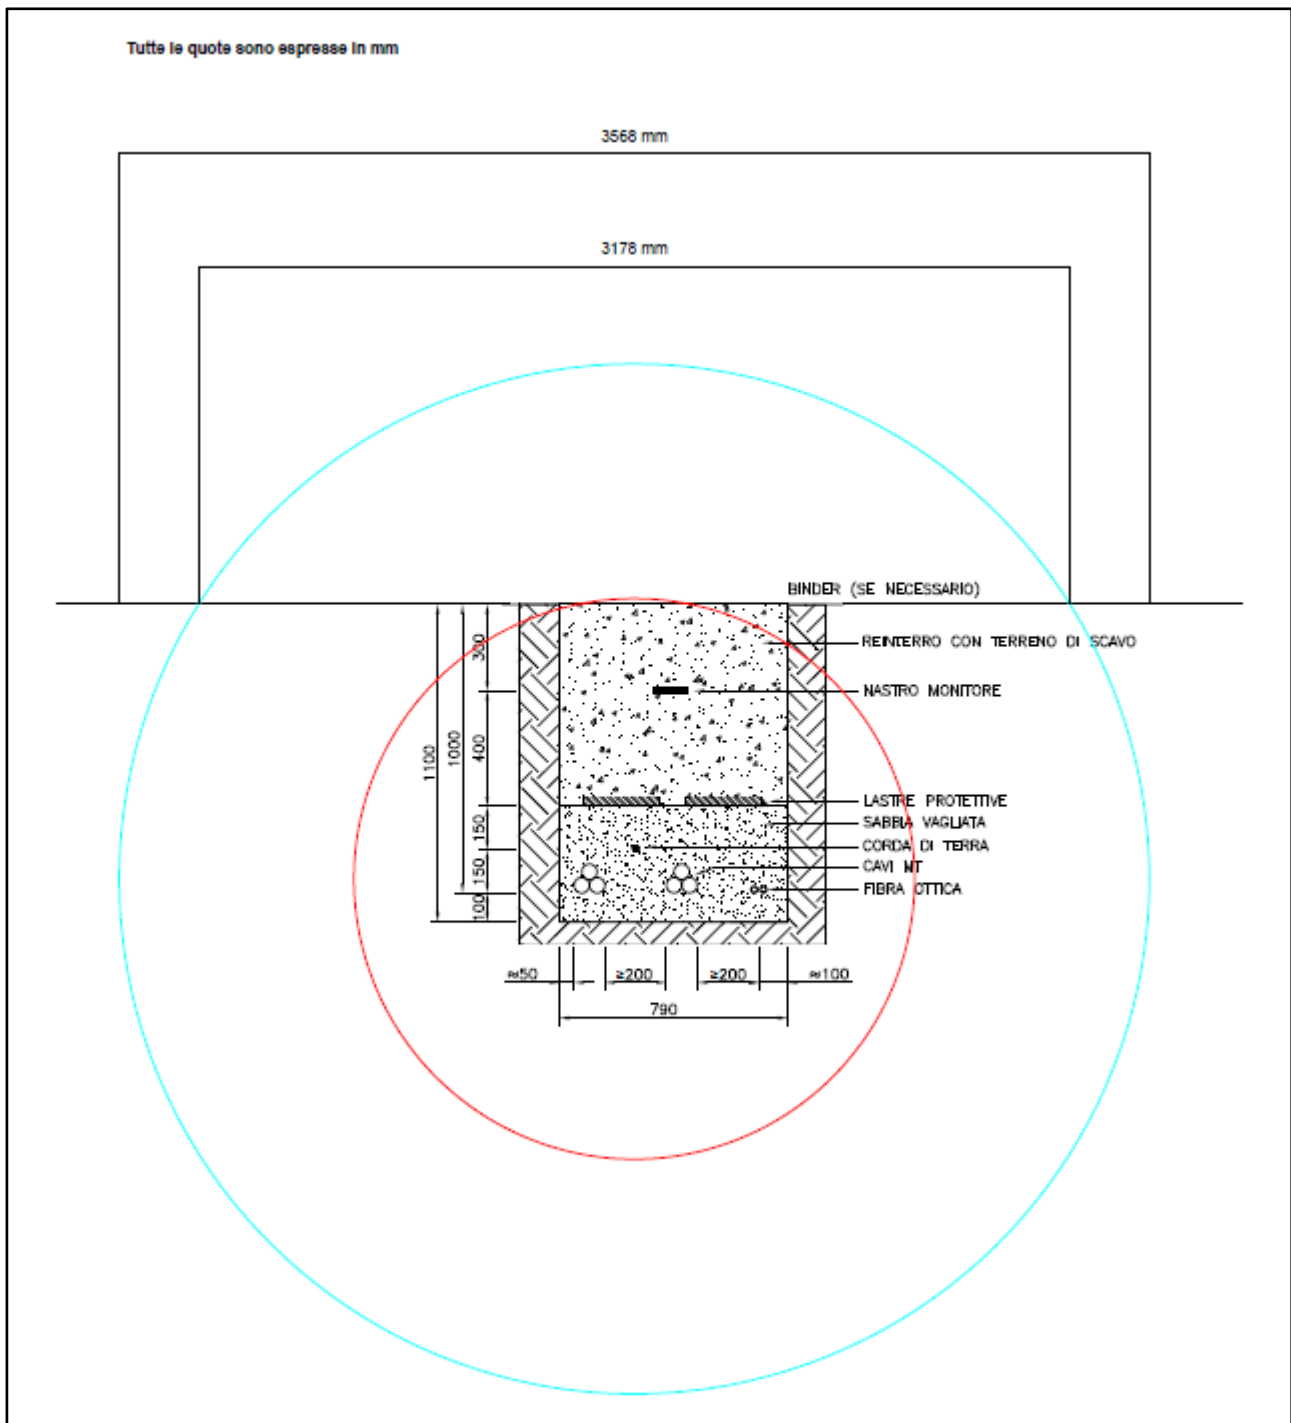 Tutte le quote sono espresse in mm
3568 mm
3178 mm
BINDER (SE NECESSARIO)
REINTERRO CON TERRENO DI SCAVO
300
NASTRO MONITORE
1100
1000
400
LASTRE PROTETTIVE
SABBIA VAGLIATA
150
CORDA DI TERRA
CAVI MT
150
FIBRA OTTICA
100
≈50
≥200
≥200
≈100
790